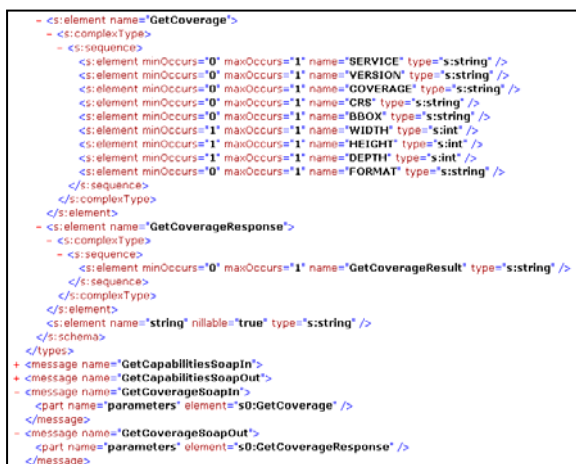 - <s:element name="GetCoverage">
- <s:complexType>
- <s:sequence>
<s:element minOccurs="0" maxOccurs="1" name="SERVICE" type="s:string" />
<s:element minOccurs="0" maxOccurs="1" name="VERSION" type="s:string" />
<s:element minOccurs="0" maxOccurs="1" name="COVERAGE" type="s:string" />
<s:element minOccurs="0" maxOccurs="1" name="CRS" type="s:string" />
<s:element minOccurs="0" maxOccurs="1" name="BBOX" type="s:string" />
<s:element minOccurs="1" maxOccurs="1" name="WIDTH" type="s:int" />
<s:element minOccurs="1" maxOccurs="1" name="HEIGHT" type="s:int" />
<s:element minOccurs="1" maxOccurs="1" name="DEPTH" type="s:int" />
<s:element minOccurs="0" maxOccurs="1" name="FORMAT" type="s:string" />
</s:sequence>
</s:complexType>
</s:element>
- <s:element name="GetCoverageResponse">
- <s:complexType>
- <s:sequence>
<s:element minOccurs="0" maxOccurs="1" name="GetCoverageResult" type="s:string" />
</s:sequence>
</s:complexType>
</s:element>
<s:element name="string" nillable="true" type="s:string" />
</s:schema>
</types>
+ <message name="GetCapabilitiesSoapIn">
+ <message name="GetCapabilitiesSoapOut">
- <message name="GetCoverageSoapIn">
<part name="parameters" element="s0:GetCoverage" />
</message>
- <message name="GetCoverageSoapOut">
<part name="parameters" element="s0:GetCoverageResponse" />
</message>